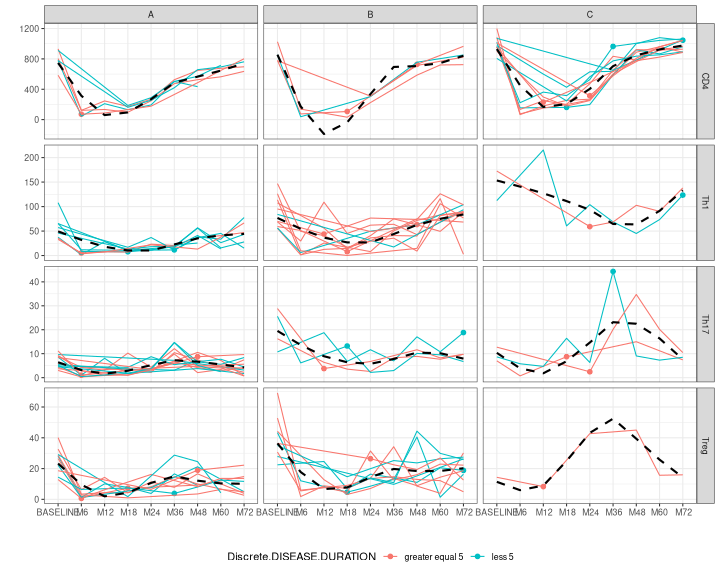 A B C
1200
800
400
0
CD4
200
150
100
50
0
Th1
40
30
20
10
0
Th17
60
40
20
0
Treg
BASELINE M6 M12 M18 M24 M36 M48 M60 M72 BASELINE M6 M12 M18 M24 M36 M48 M60 M72 BASELINE M6 M12 M18 M24 M36 M48 M60 M72
Discrete.DISEASE.DURATION greater equal 5 less 5